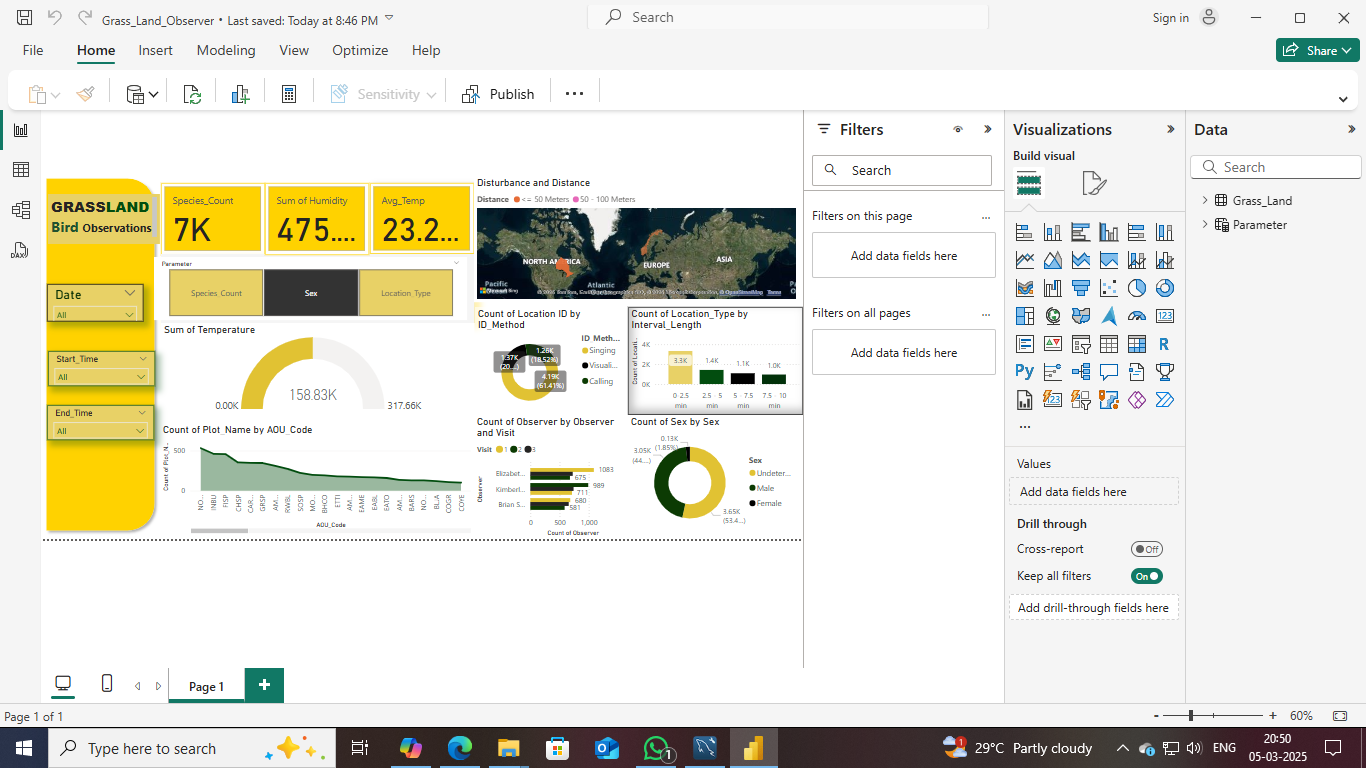 Grass_Land_Observer • Last saved: Today at 8:46 PM
Search
Sign in
File Home Insert Modeling View Optimize Help
Share
Sensitivity
Publish
GRASSLAND
Bird Observations
Species_Count
7K
Sum of Humidity
475....
Avg_Temp
23.2...
Parameter
Species_Count
Sex
Location_Type
Date
All
Start_Time
All
End_Time
All
Sum of Temperature
158.83K
0.00K
317.66K
Count of Plot_Name by AOU_Code
Count of Plot_N...
500
0
NO...
INBU
FISP
CHSP
CAR...
GRSP
AM...
RWBL
SOSP
MO...
BHCO
ETTI
AM...
EAME
EABL
EATO
AM...
BARS
NO...
BLJA
COGR
COYE
AOU_Code
Disturbance and Distance
Distance <= 50 Meters 50 - 100 Meters
NORTH AMERICA
EUROPE
ASIA
Pacific
Atlantic
Count of Location ID by
ID_Method
1.37K
(20....)
1.26K
(18.52%)
4.19K
(61.41%)
ID_Meth...
Singing
Visuali...
Calling
Count of Location_Type by
Interval_Length
Count of Locati...
4K
2K
0K
3.3K
1.4K
1.1K
1.0K
0-2.5
min
2.5 - 5
min
5 - 7.5
min
7.5 - 10
min
Count of Observer by Observer
and Visit
Visit 1 2 3
Observer
Elizabet...
Kimberl...
Brian S...
1083
675
989
711
680
581
0
500
1,000
Count of Observer
Count of Sex by Sex
0.13K
(1.85%)
3.05K
(44....)
3.65K
(53.4...)
Sex
Undeter...
Male
Female
Filters
Search
Filters on this page ...
Add data fields here
Filters on all pages ...
Add data fields here
Visualizations
Build visual
...
Values
Add data fields here
Drill through
Cross-report
Off
Keep all filters
On
Add drill-through fields here
Data
Search
Grass_Land
Parameter
Page 1
Page 1 of 1
- + 60%
Type here to search
1
1
29°C Partly cloudy
ENG
20:50
05-03-2025